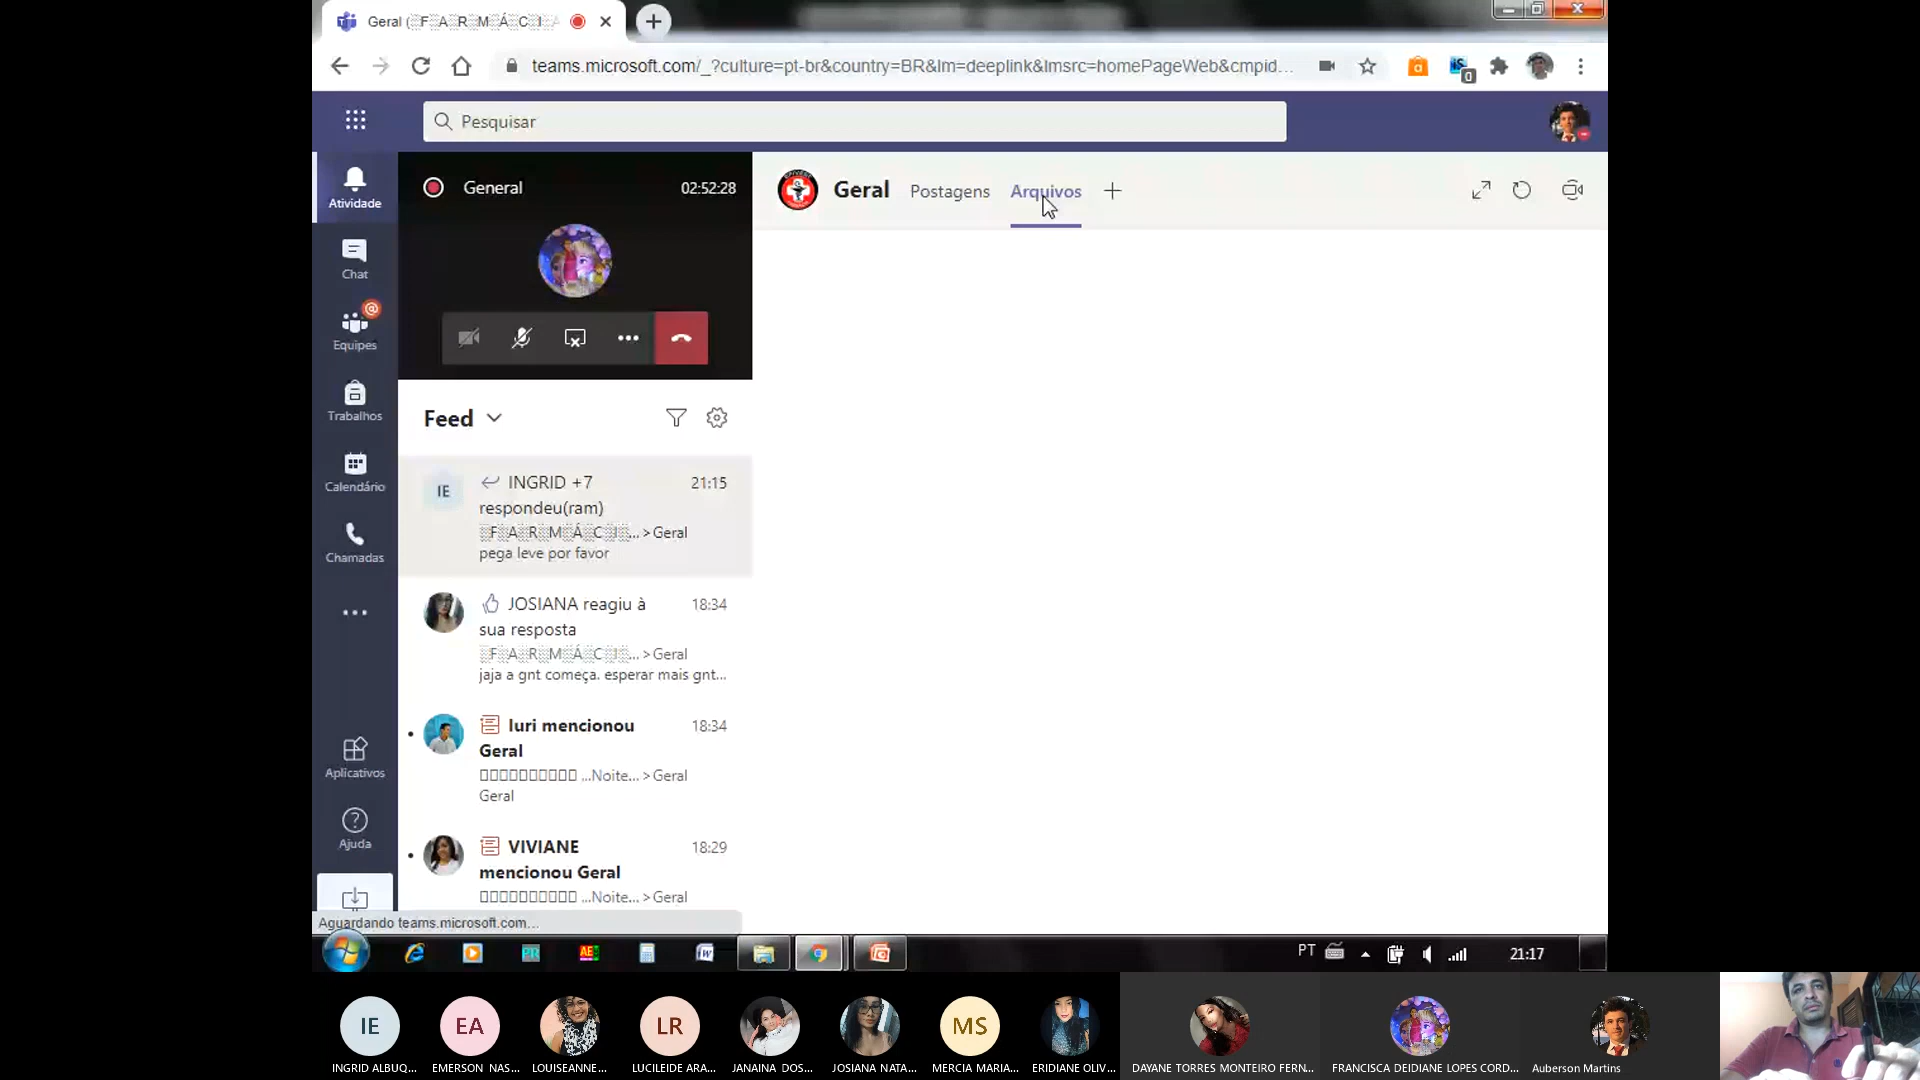 Geral (░F░A░R░M░Á░C░I░A
teams.microsoft.com/_?culture=pt-br&country=BR&lm=deeplink&lmsrc=homePageWeb&cmpid...
0
Pesquisar
Atividade
Chat
Equipes
Trabalhos
Calendário
Chamadas
Aplicativos
Ajuda
General 02:52:28
Feed
IE
INGRID +7 21:15
respondeu(ram)
░F░A░R░M░Á░C░I░... > Geral
pega leve por favor
JOSIANA reagiu à 18:34
sua resposta
░F░A░R░M░Á░C░I░... > Geral
jaja a gnt começa. esperar mais gnt...
Iuri mencionou 18:34
Geral
...Noite... > Geral
Geral
VIVIANE 18:29
mencionou Geral
...Noite... > Geral
Geral Postagens Arquivos
Aguardando teams.microsoft.com...
PT 21:17
IE EA LR MS
INGRID ALBUQ... EMERSON NAS... LOUISEANNE... LUCILEIDE ARA... JANAINA DOS... JOSIANA NATA... MERCIA MARIA... ERIDIANE OLIV... DAYANE TORRES MONTEIRO FERN... FRANCISCA DEIDIANE LOPES CORD... Auberson Martins